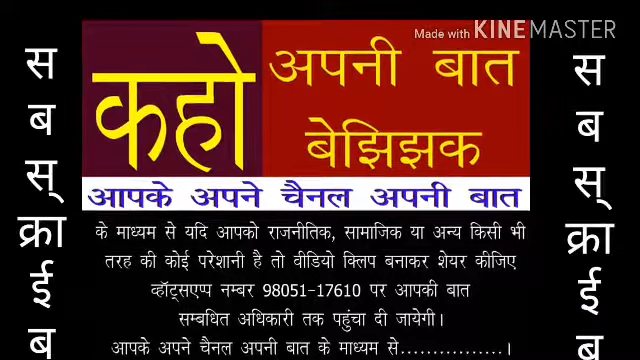 Made with KINEMASTER
कहो
अपनी बात
बेझिझक
आपके अपने चैनल अपनी बात
के माध्यम से यदि आपको राजनीतिक, सामाजिक या अन्य किसी भी
तरह की कोई परेशानी है तो वीडियो क्लिप बनाकर शेयर कीजिए
व्हॉट्सएप्प नम्बर 98051-17610 पर आपकी बात
सम्बधित अधिकारी तक पहुंचा दी जायेगी।
आपके अपने चैनल अपनी बात के माध्यम से................।
स
ब
स्
क्रा
ई
ब
स
ब
स्
क्रा
ई
ब